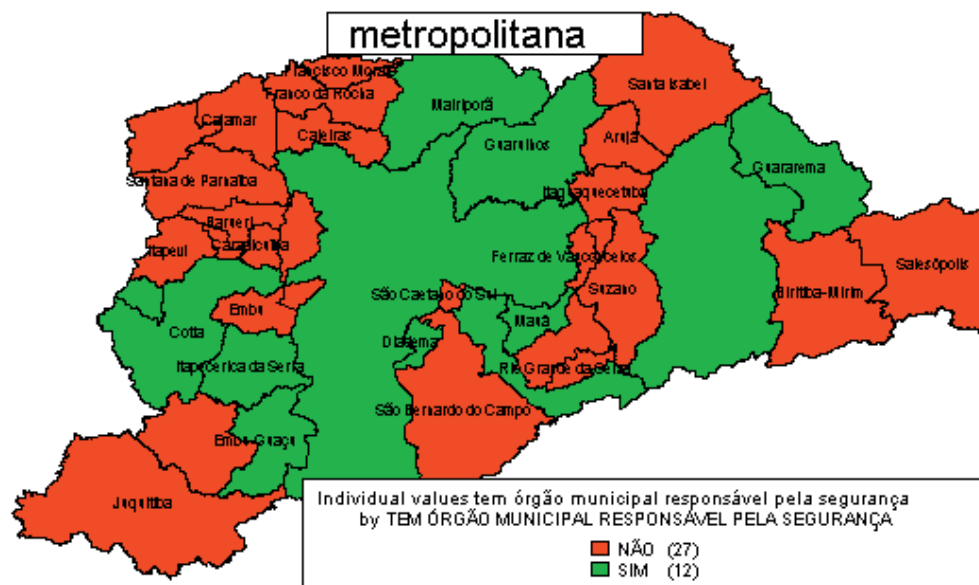 metropolitana
Francisco Morato
Santa Isabel
Franco da Rocha
Mairiporã
Cajamar
Caieiras
Guarulhos
Arujá
Guararema
Santana de Parnaíba
Itaquaquecetuba
Barueri
Itapevi
Carapicuíba
Ferraz de Vasconcelos
Salesópolis
Suzano
Biritiba-Mirim
São Caetano do Sul
Embu
Mauá
Cotia
Diadema
Itapecerica da Serra
Rio Grande da Serra
São Bernardo do Campo
Embu-Guaçu
Juquitiba
Individual values tem órgão municipal responsável pela segurança
by TEM ÓRGÃO MUNICIPAL RESPONSÁVEL PELA SEGURANÇA
NÃO (27)
SIM (12)